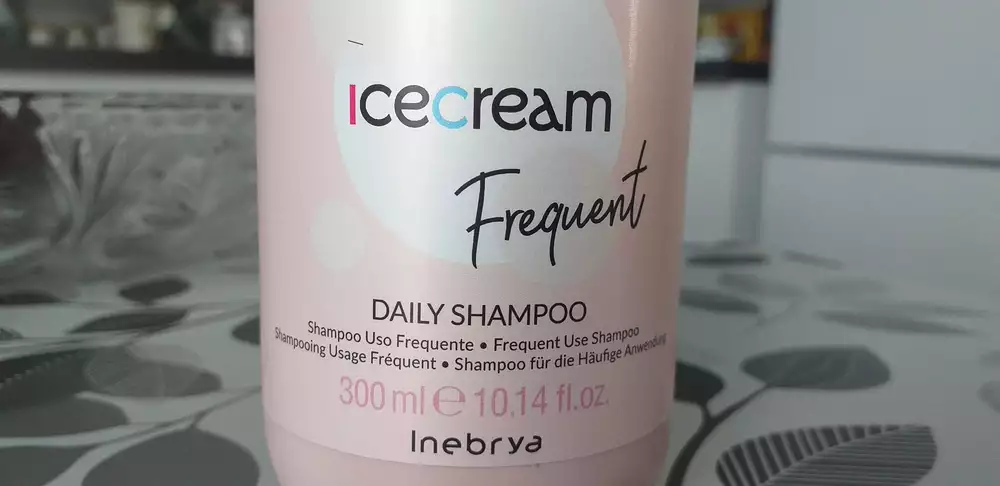 Icecream
Frequent
DAILY SHAMPOO
Shampoo Uso Frequente • Frequent Use Shampoo
Shampooing Usage Fréquent • Shampoo für die Häufige Anwendung
300 ml ℮ 10.14 fl.oz.
Inebrya